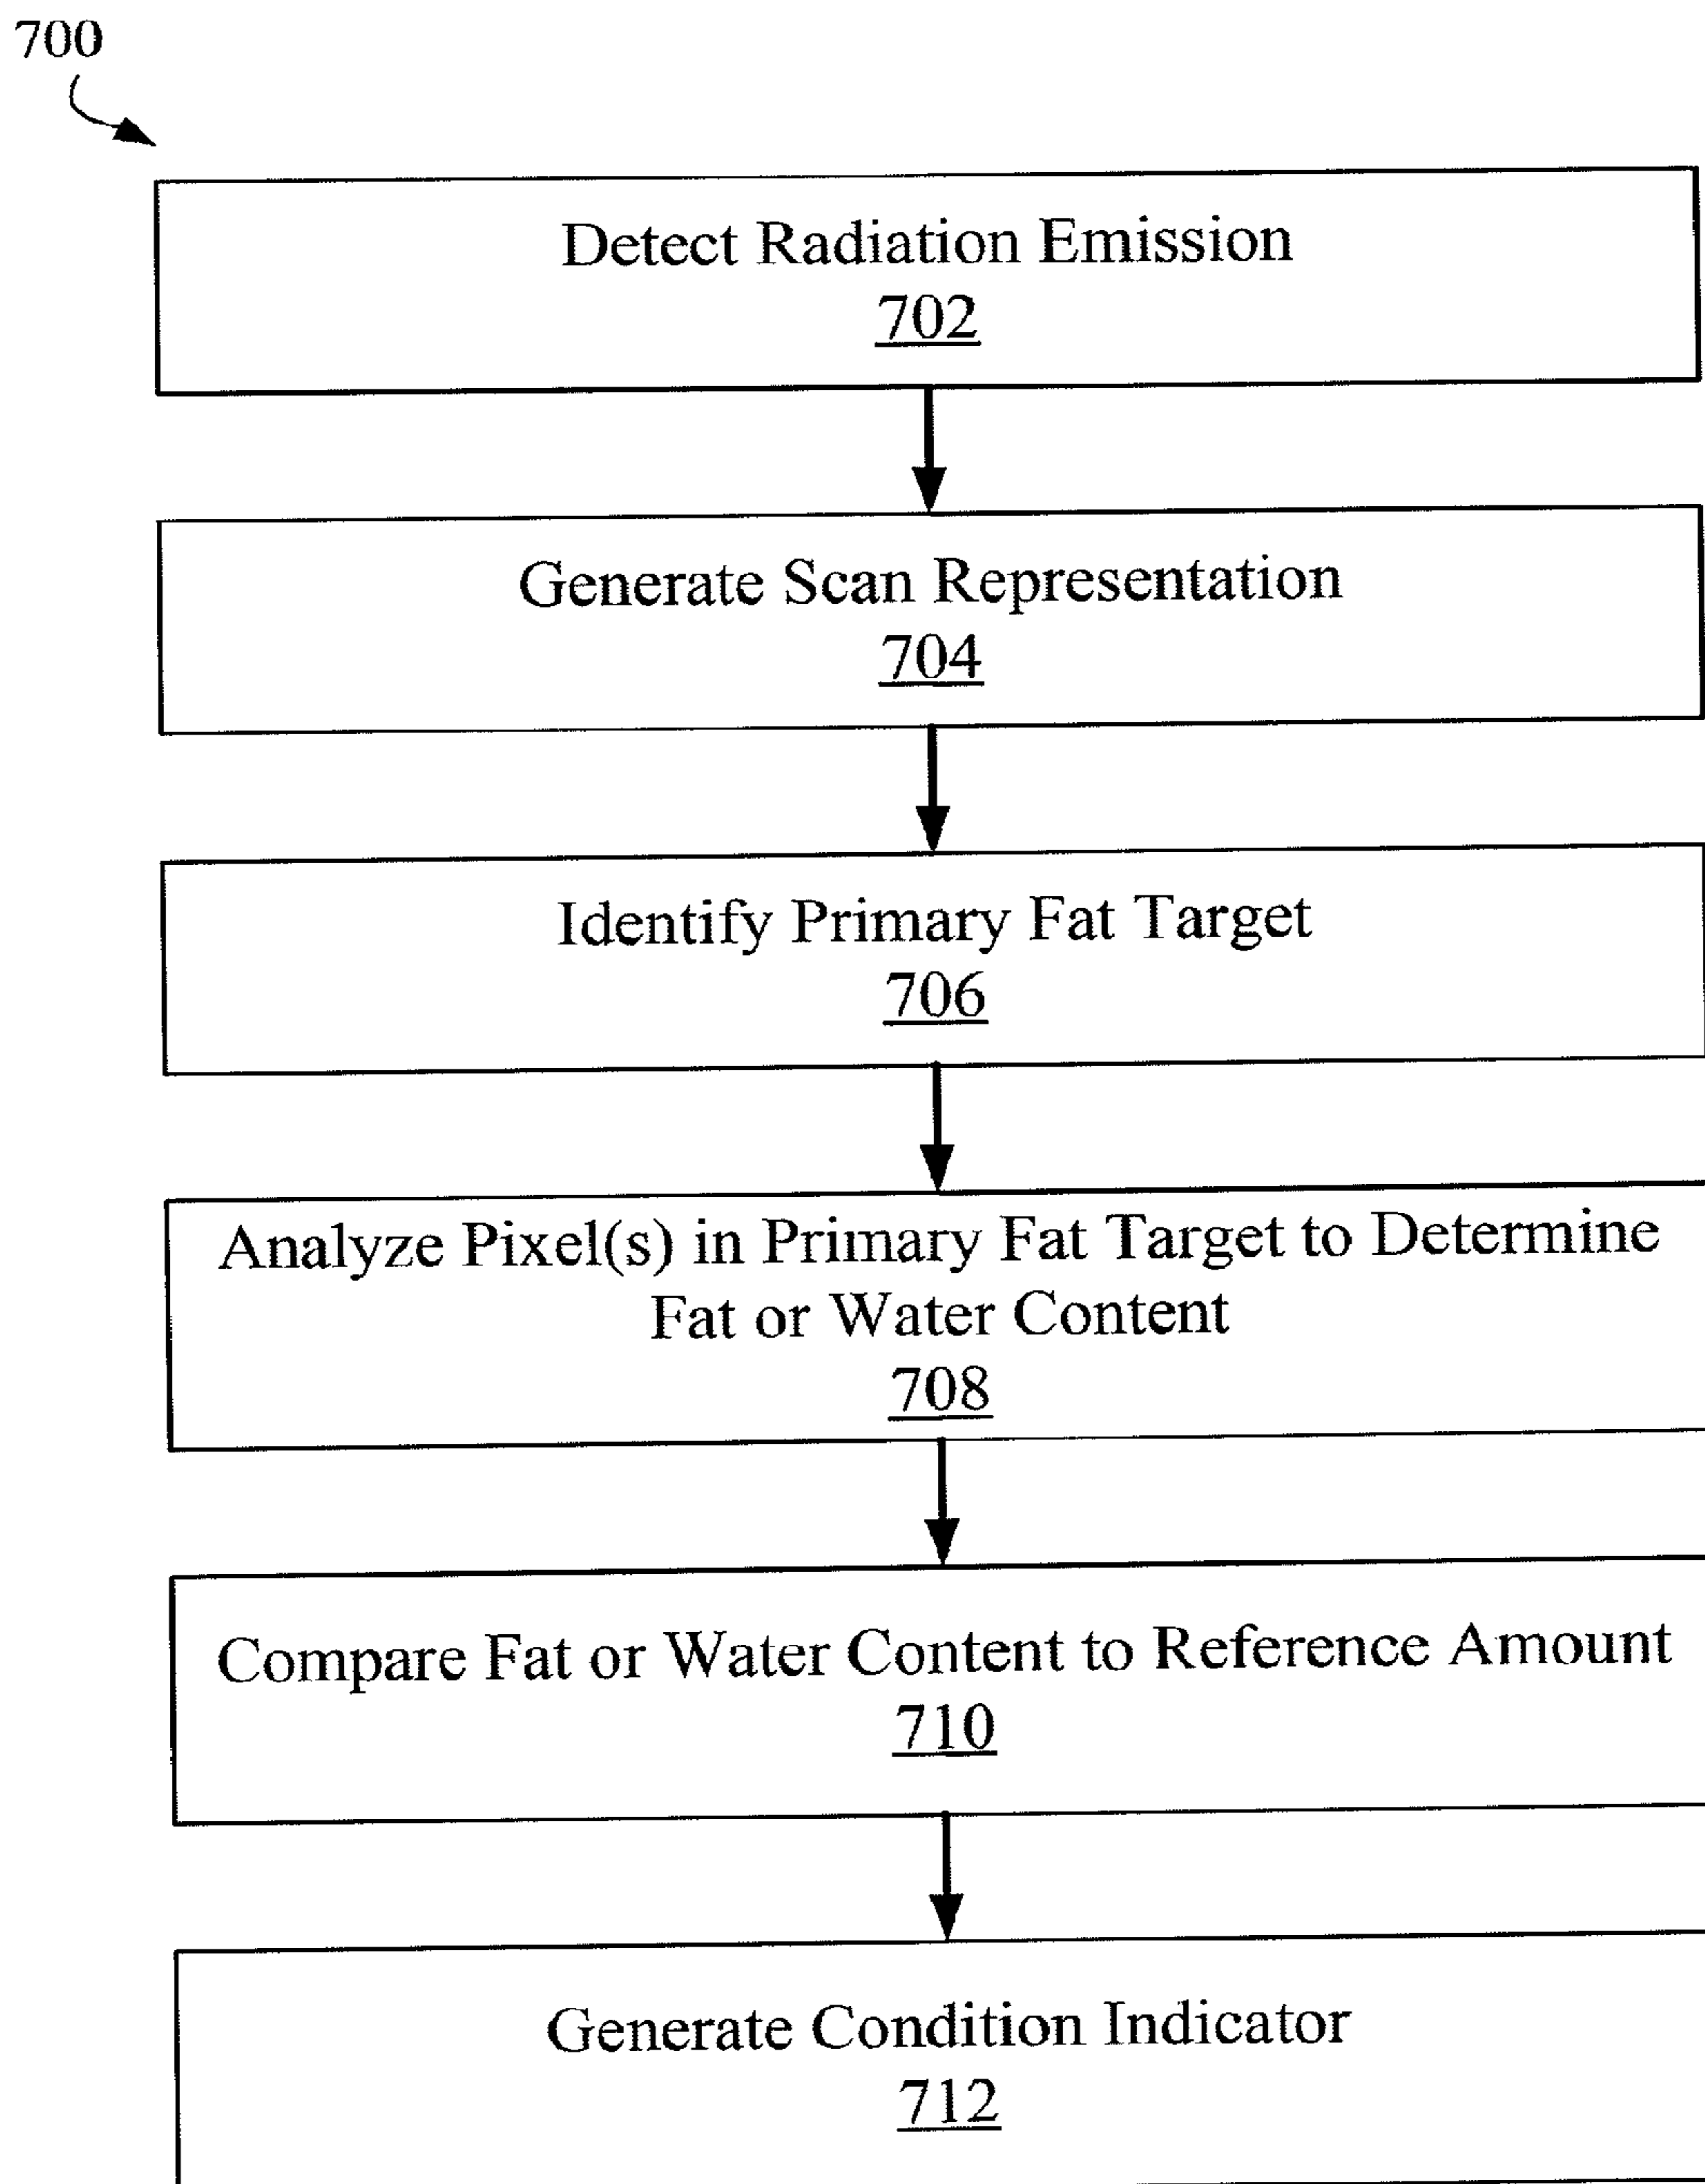 700
Detect Radiation Emission
702
Generate Scan Representation
704
Identify Primary Fat Target
706
Analyze Pixel(s) in Primary Fat Target to Determine
Fat or Water Content
708
Compare Fat or Water Content to Reference Amount
710
Generate Condition Indicator
712